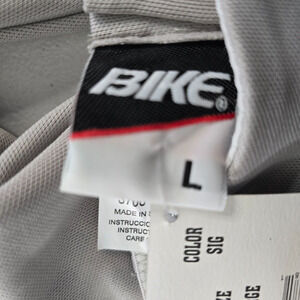 BIKE®
L
MADE IN
INSTRUCCIO
INSTRUCT
CARE
COLOR
SIG